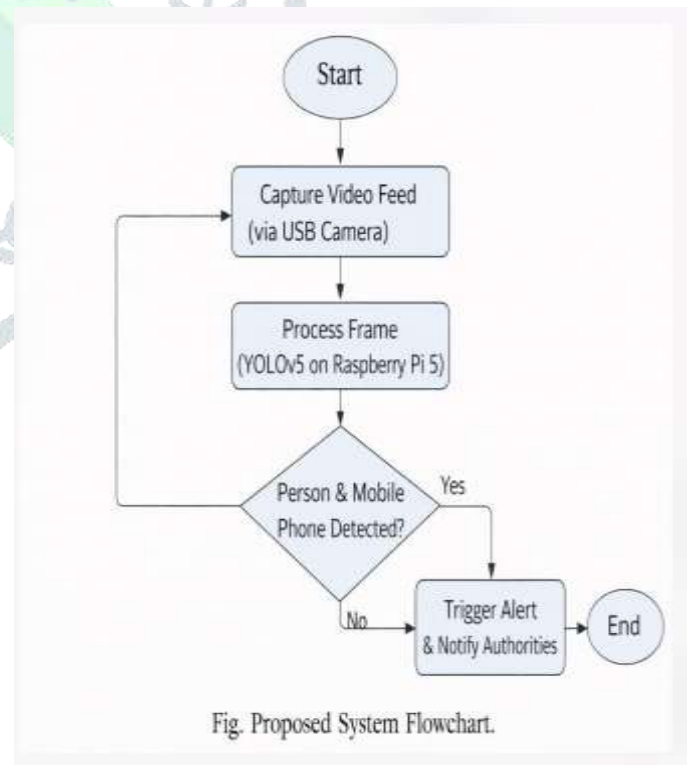 Start
Capture Video Feed
(via USB Camera)
Process Frame
(YOLOv5 on Raspberry Pi 5)
Person & Mobile
Phone Detected?
Yes
No
Trigger Alert
& Notify Authorities
End
Fig. Proposed System Flowchart.